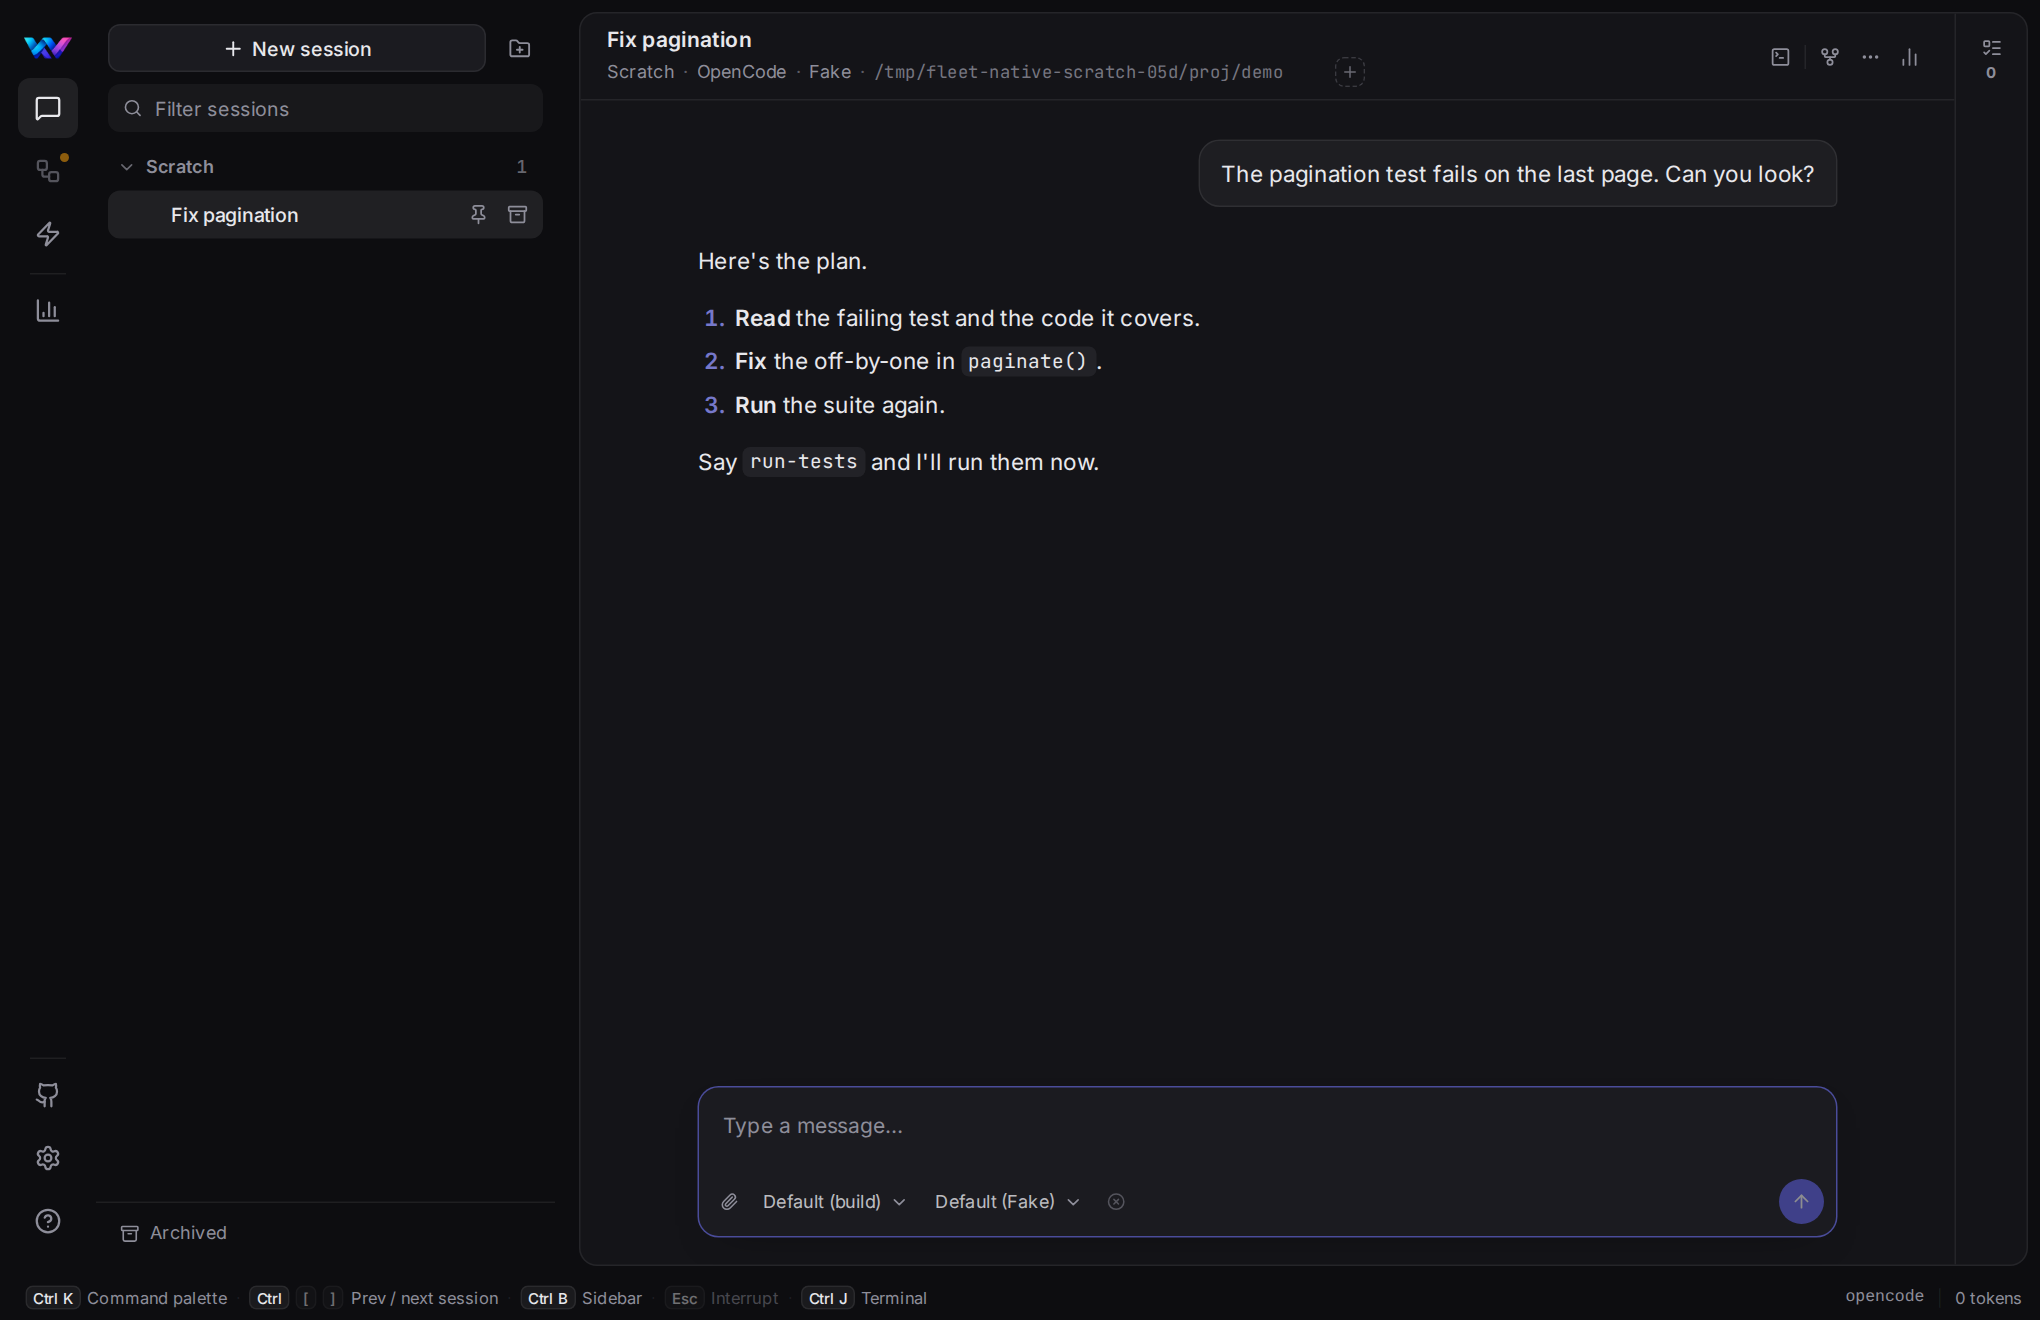 New session
Filter sessions
Scratch 1
Fix pagination
Fix pagination
Scratch · OpenCode · Fake · /tmp/fleet-native-scratch-05d/proj/demo
0
The pagination test fails on the last page. Can you look?
Here's the plan.
1. Read the failing test and the code it covers.
2. Fix the off-by-one in paginate().
3. Run the suite again.
Say run-tests and I'll run them now.
Type a message...
Default (build) Default (Fake)
Archived
Ctrl K Command palette · Ctrl [ ] Prev / next session · Ctrl B Sidebar · Esc Interrupt · Ctrl J Terminal
opencode 0 tokens